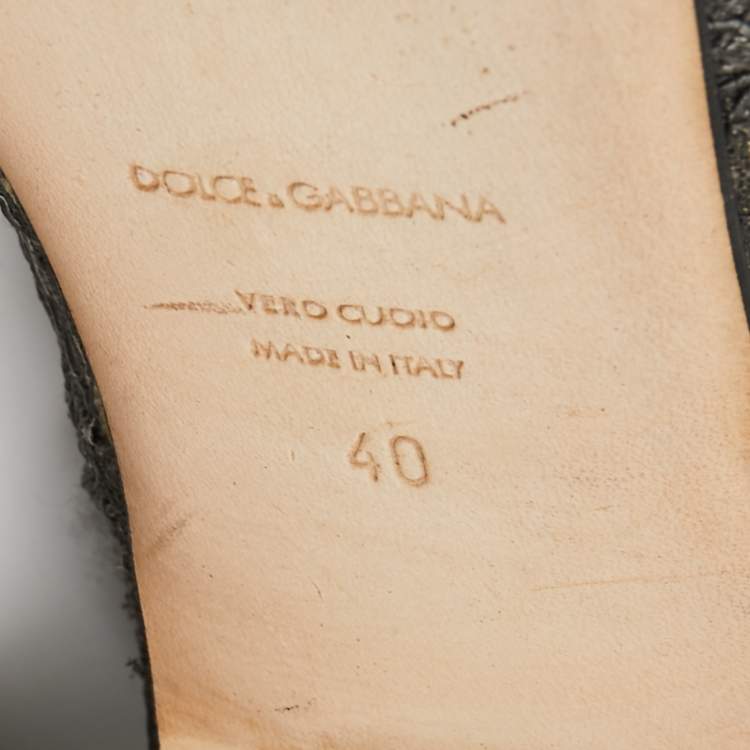 DOLCE & GABBANA
VERO CUOIO
MADE IN ITALY
40